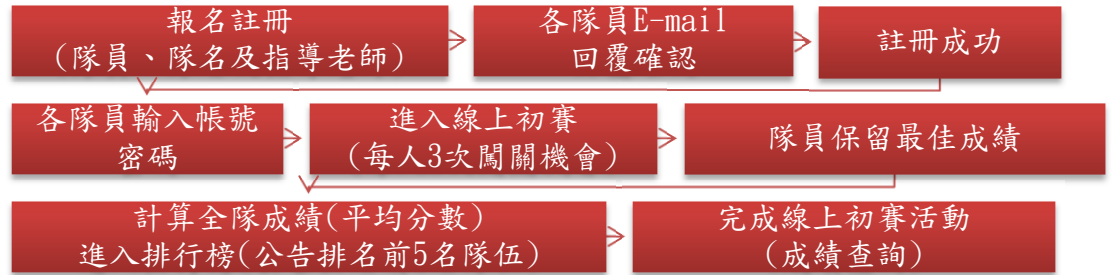 報名註冊
(隊員、隊名及指導老師)
各隊員E-mail
回覆確認
註冊成功
各隊員輸入帳號
密碼
進入線上初賽
(每人3次闖關機會)
隊員保留最佳成績
計算全隊成績(平均分數)
進入排行榜(公告排名前5名隊伍)
完成線上初賽活動
(成績查詢)